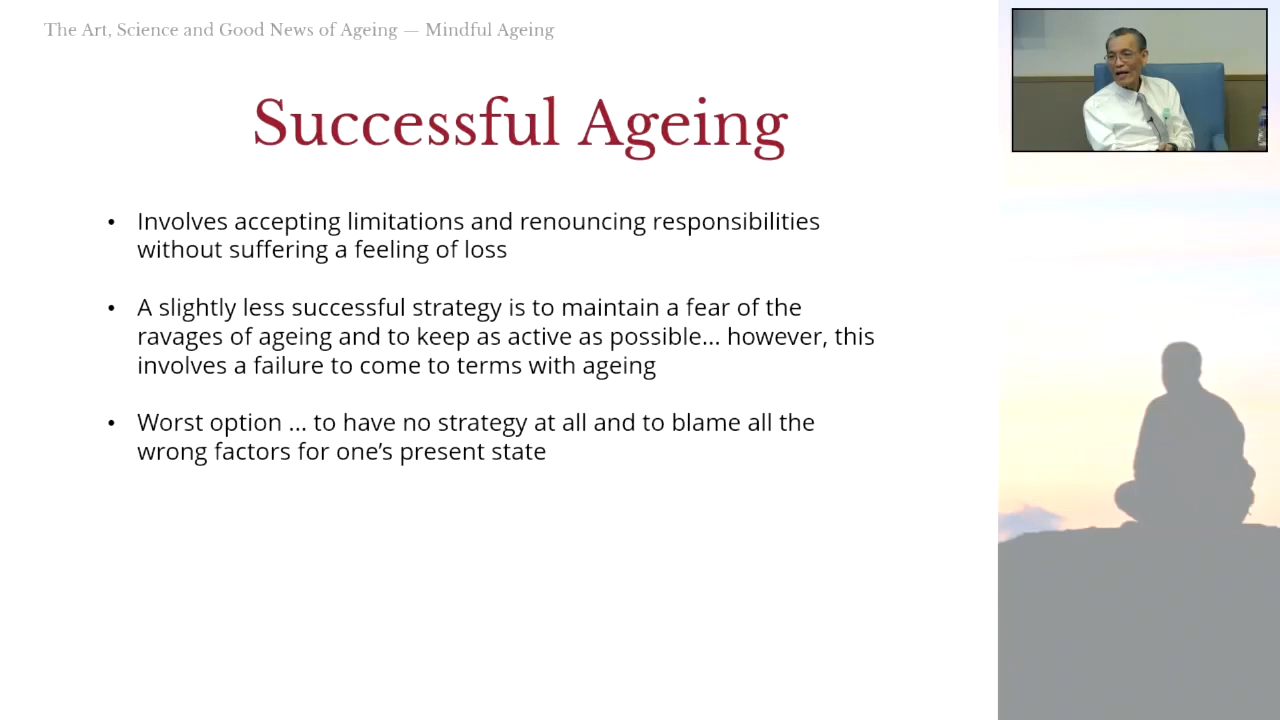 The Art, Science and Good News of Ageing — Mindful Ageing
Successful Ageing
• Involves accepting limitations and renouncing responsibilities
without suffering a feeling of loss
• A slightly less successful strategy is to maintain a fear of the
ravages of ageing and to keep as active as possible... however, this
involves a failure to come to terms with ageing
• Worst option ... to have no strategy at all and to blame all the
wrong factors for one’s present state